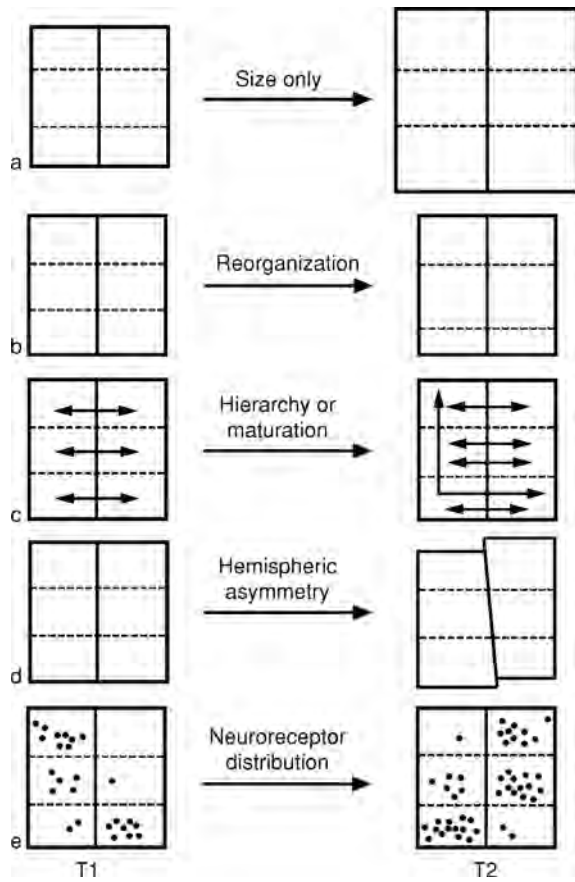 Size only
a
Reorganization
b
Hierarchy or
maturation
c
Hemispheric
asymmetry
d
Neuroreceptor
distribution
e
T1
T2